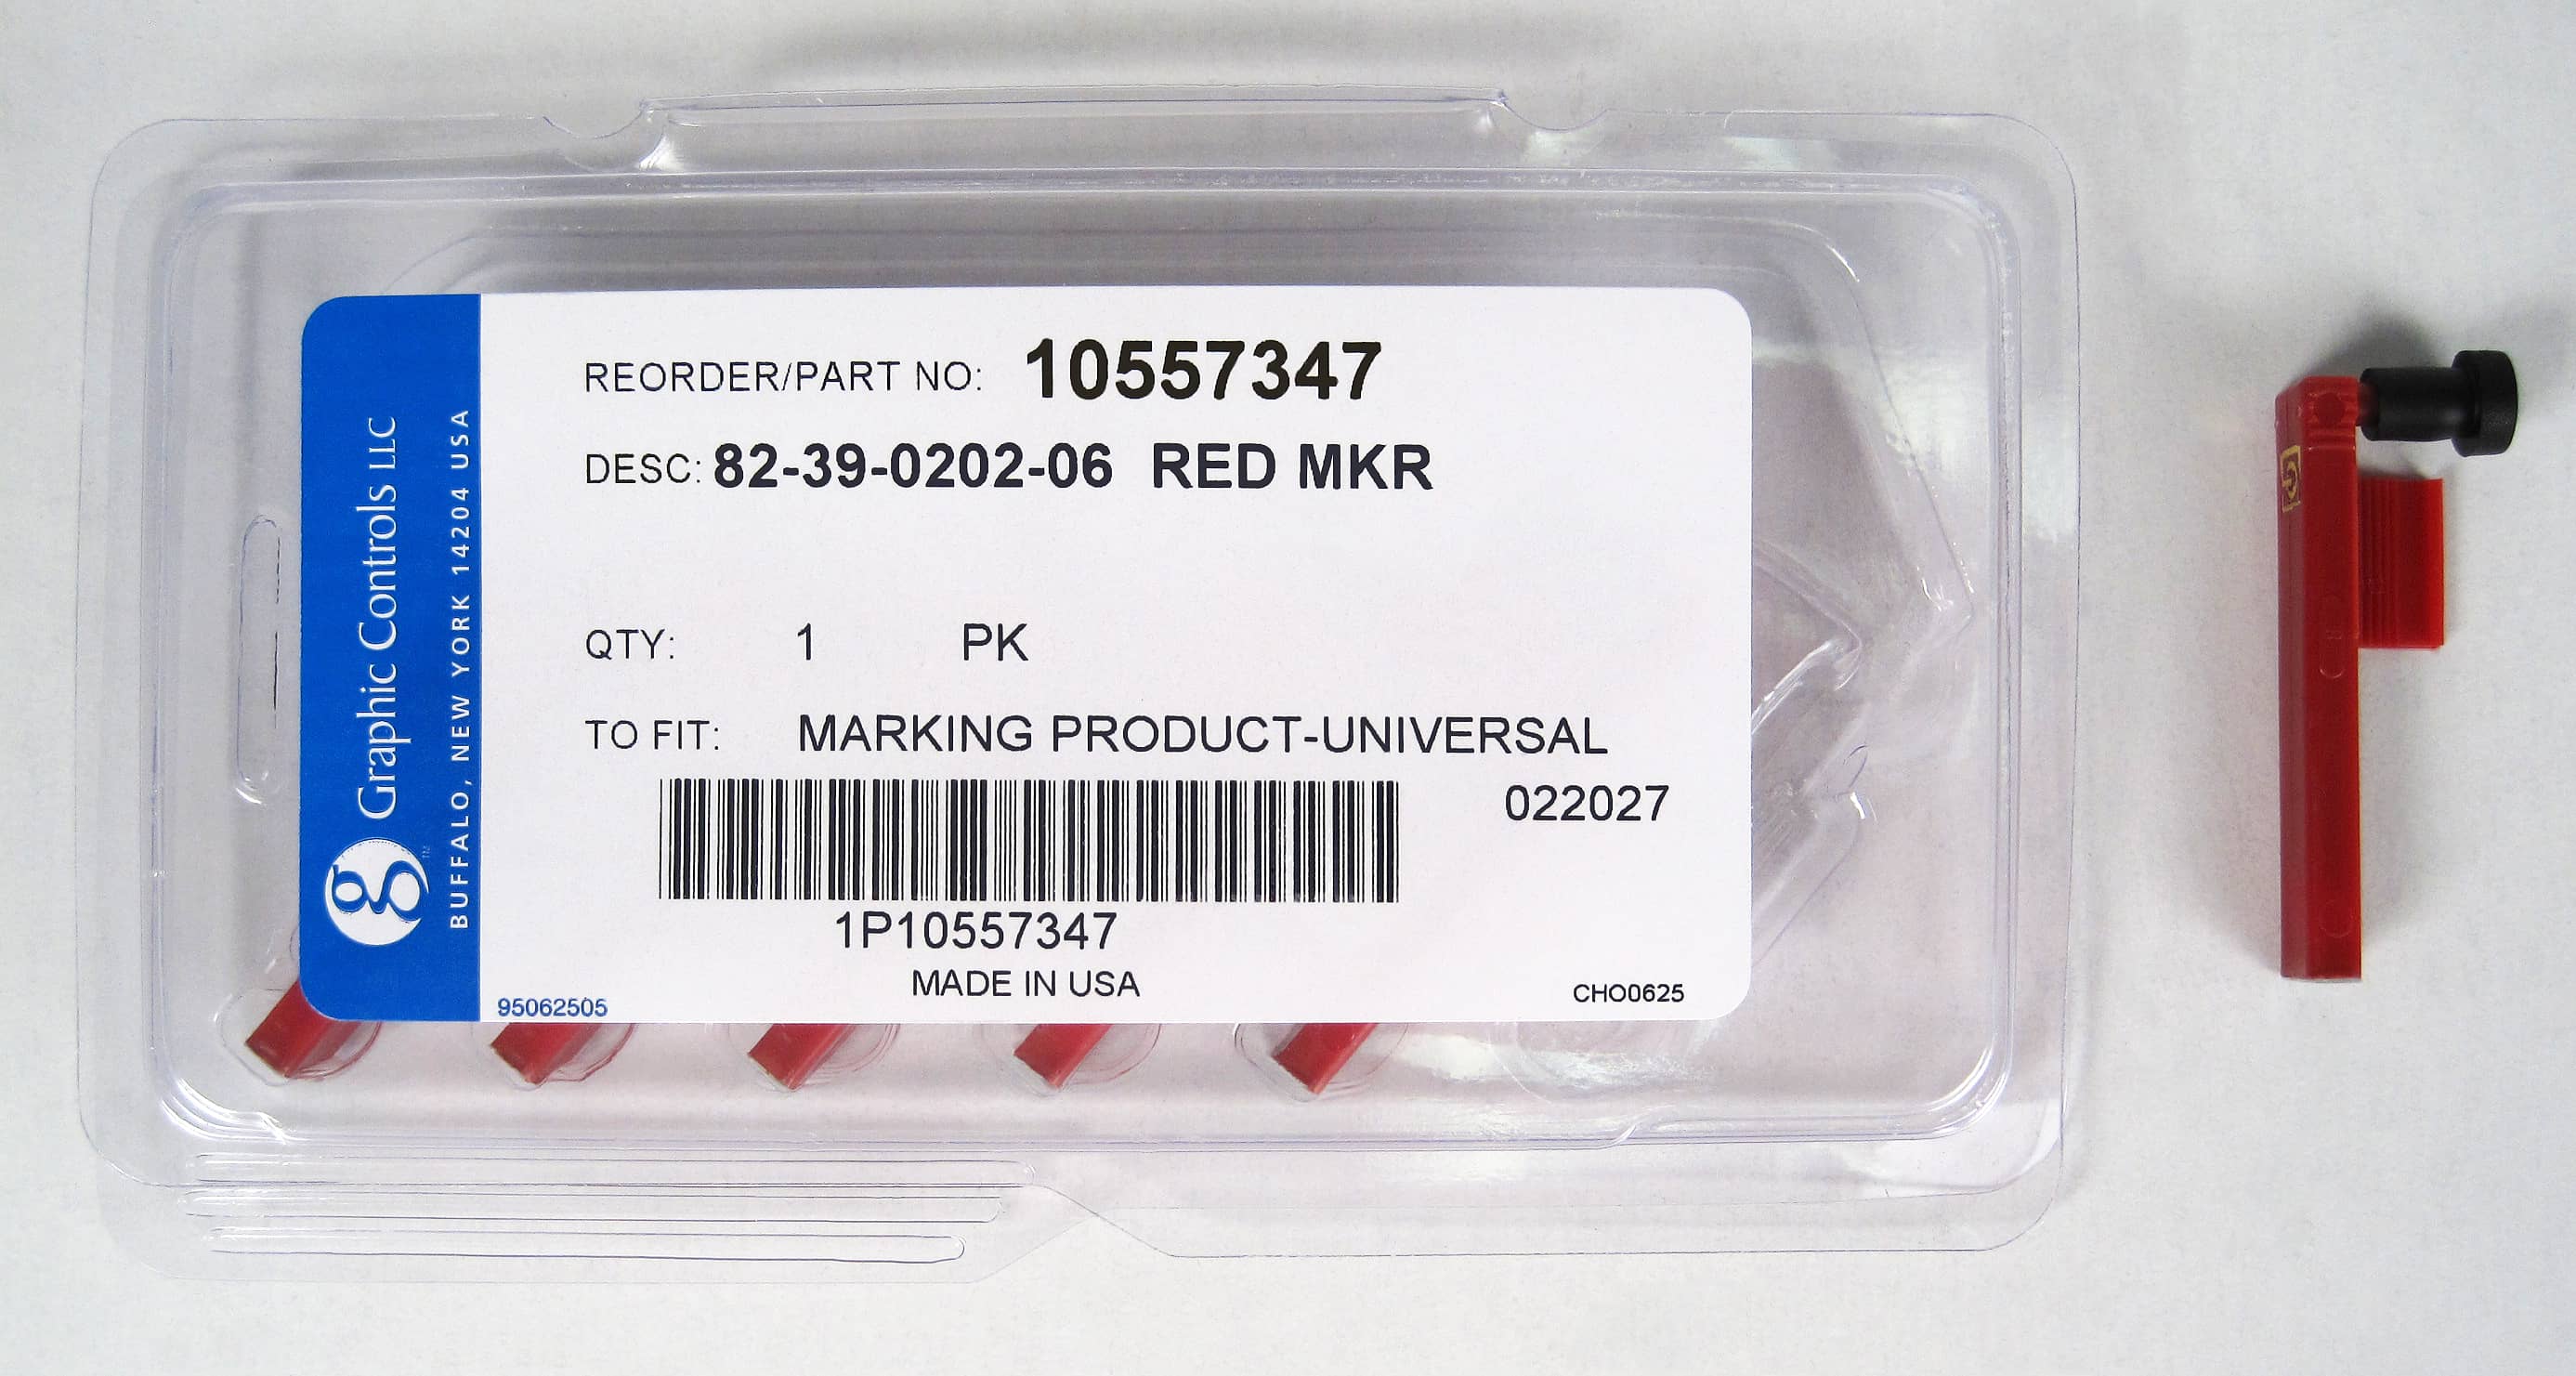 REORDER/PART NO: 10557347
DESC: 82-39-0202-06 RED MKR
QTY: 1 PK
TO FIT: MARKING PRODUCT-UNIVERSAL
022027
1P10557347
MADE IN USA
95062505
CHO0625
g Graphic Controls LLC
BUFFALO, NEW YORK 14204 USA
TM